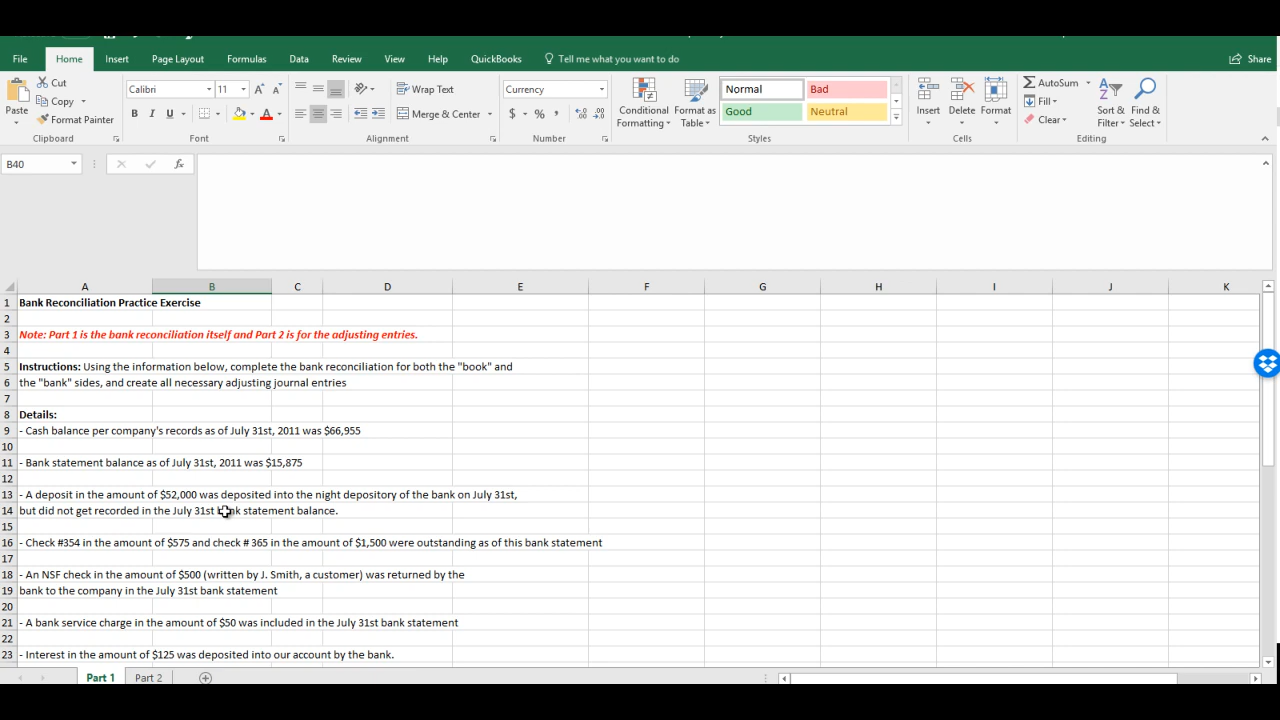 File Home Insert Page Layout Formulas Data Review View Help QuickBooks Tell me what you want to do Share
Paste Cut Calibri 11 Wrap Text Currency Conditional Formatting Format as Table Normal Bad Insert Delete Format AutoSum Sort & Filter Find & Select
Copy B I U Merge & Center $ % , Good Neutral Fill
Format Painter Clear
Clipboard Font Alignment Number Styles Cells Editing
B40 fx
A B C D E F G H I J K
1 Bank Reconciliation Practice Exercise
2
3 Note: Part 1 is the bank reconciliation itself and Part 2 is for the adjusting entries.
4
5 Instructions: Using the information below, complete the bank reconciliation for both the "book" and
6 the "bank" sides, and create all necessary adjusting journal entries
7
8 Details:
9 - Cash balance per company's records as of July 31st, 2011 was $66,955
10
11 - Bank statement balance as of July 31st, 2011 was $15,875
12
13 - A deposit in the amount of $52,000 was deposited into the night depository of the bank on July 31st,
14 but did not get recorded in the July 31st bank statement balance.
15
16 - Check #354 in the amount of $575 and check # 365 in the amount of $1,500 were outstanding as of this bank statement
17
18 - An NSF check in the amount of $500 (written by J. Smith, a customer) was returned by the
19 bank to the company in the July 31st bank statement
20
21 - A bank service charge in the amount of $50 was included in the July 31st bank statement
22
23 - Interest in the amount of $125 was deposited into our account by the bank.
Part 1 Part 2